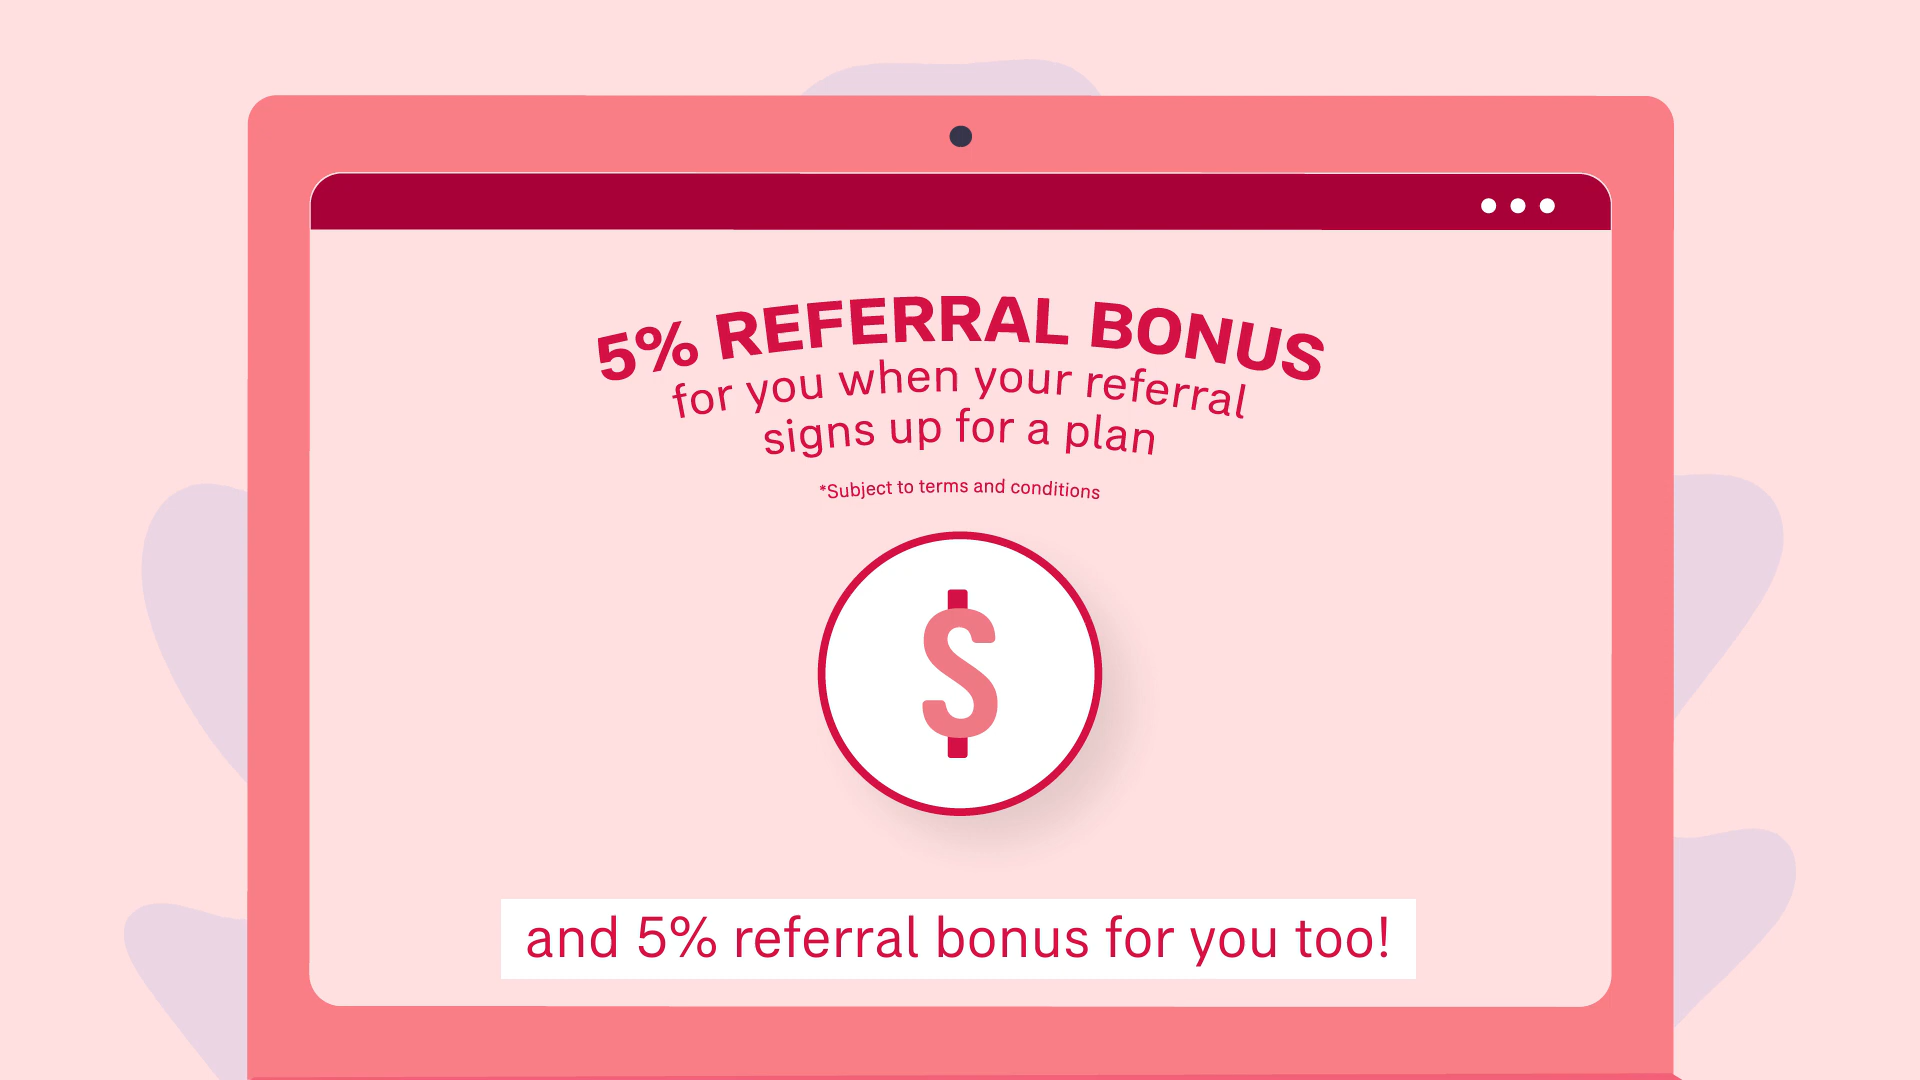 5% REFERRAL BONUS
for you when your referral
signs up for a plan
*Subject to terms and conditions
$
and 5% referral bonus for you too!